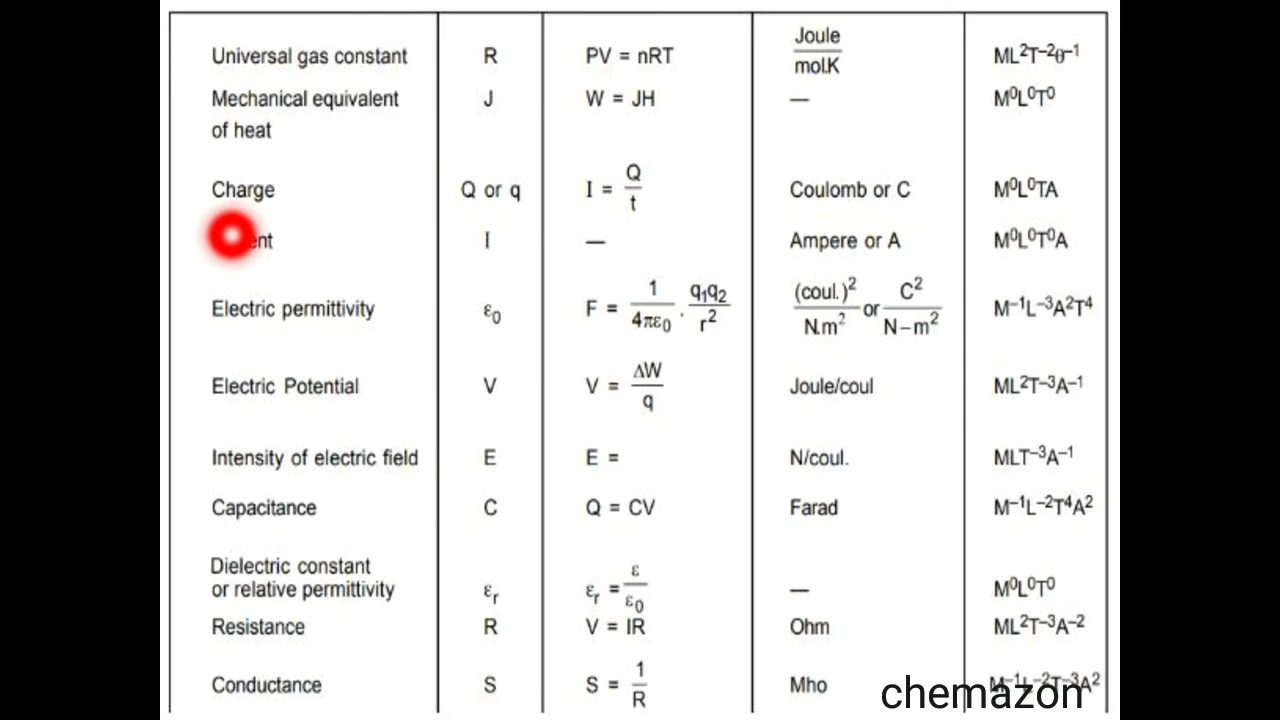 Universal gas constant R PV = nRT Joule/mol.K ML²T⁻²θ⁻¹
Mechanical equivalent J W = JH — M⁰L⁰T⁰
of heat
Charge Q or q I = Q/t Coulomb or C M⁰L⁰TA
I — Ampere or A M⁰L⁰T⁰A
Electric permittivity ε₀ F = 1/4πε₀ . q₁q₂/r² (coul.)²/N.m² or C²/N–m² M⁻¹L⁻³A²T⁴
Electric Potential V V = ΔW/q Joule/coul ML²T⁻³A⁻¹
Intensity of electric field E E = N/coul. MLT⁻³A⁻¹
Capacitance C Q = CV Farad M⁻¹L⁻²T⁴A²
Dielectric constant
or relative permittivity εᵣ εᵣ = ε/ε₀ — M⁰L⁰T⁰
Resistance R V = IR Ohm ML²T⁻³A⁻²
Conductance S S = 1/R Mho M⁻¹L⁻²T⁻³A²
chemazon